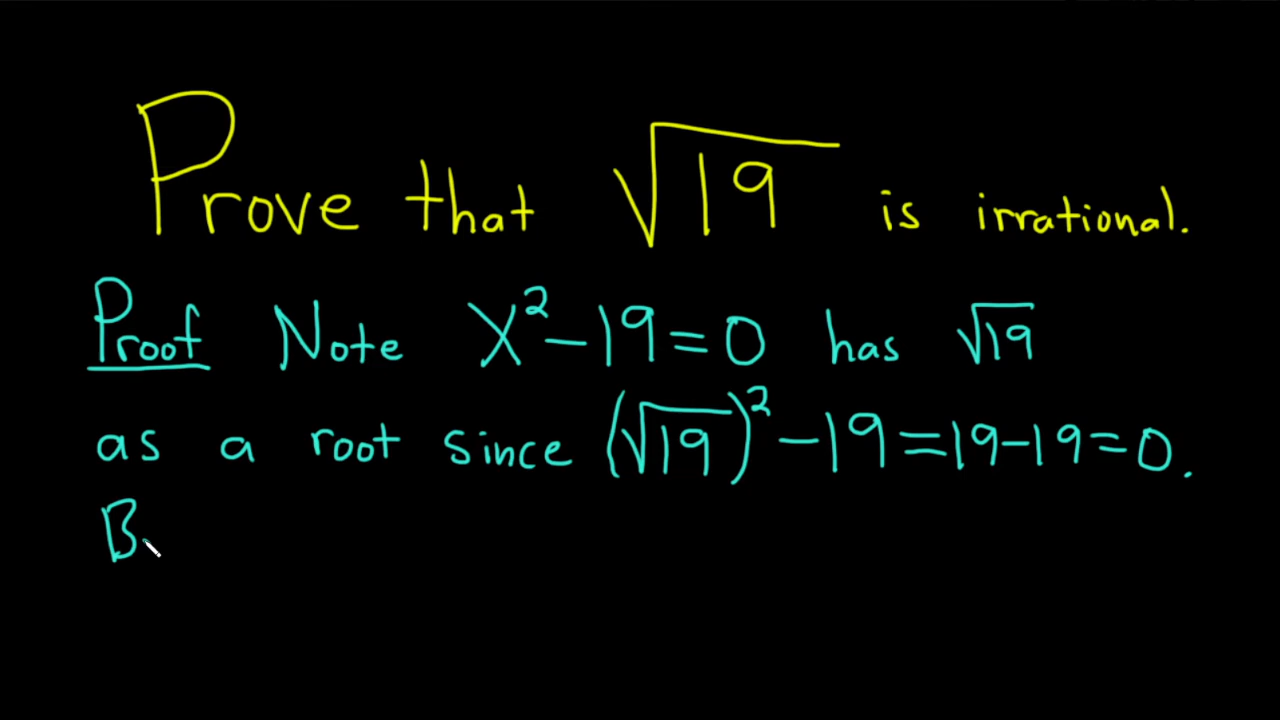 Prove that √19 is irrational.
Proof Note X²-19=0 has √19
as a root since (√19)²-19=19-19=0.
B